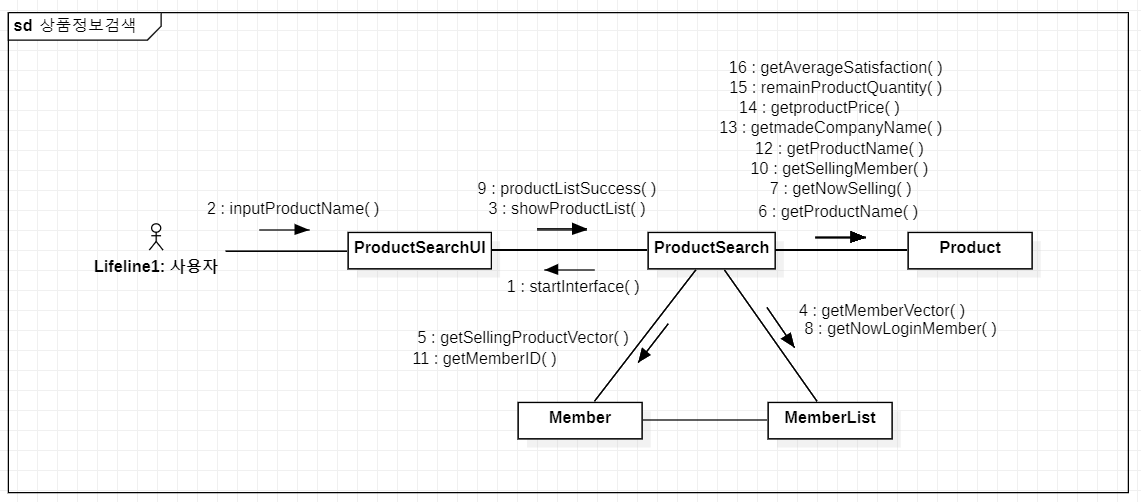 sd 상품정보검색
16 : getAverageSatisfaction( )
15 : remainProductQuantity( )
14 : getproductPrice( )
13 : getmadeCompanyName( )
12 : getProductName( )
10 : getSellingMember( )
7 : getNowSelling( )
6 : getProductName( )
9 : productListSuccess( )
3 : showProductList( )
2 : inputProductName( )
Lifeline1: 사용자
ProductSearchUI
ProductSearch
Product
1 : startInterface( )
4 : getMemberVector( )
8 : getNowLoginMember( )
5 : getSellingProductVector( )
11 : getMemberID( )
Member
MemberList